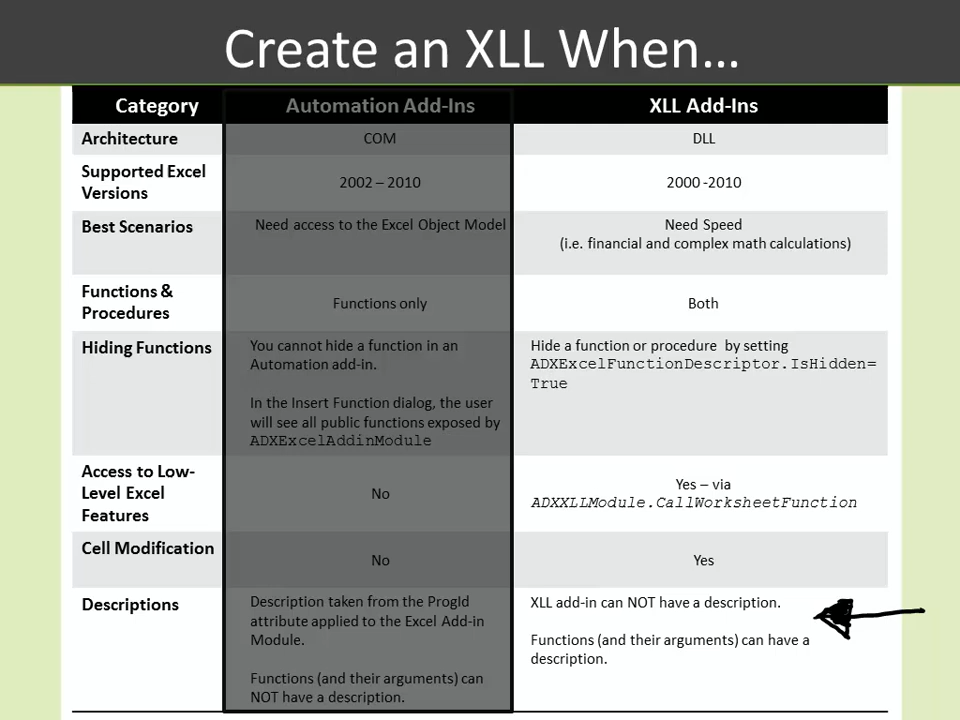 Create an XLL When…
Category Automation Add-Ins XLL Add-Ins
Architecture COM DLL
Supported Excel
Versions
2002 – 2010 2000 -2010
Best Scenarios Need access to the Excel Object Model Need Speed
(i.e. financial and complex math calculations)
Functions &
Procedures
Functions only Both
Hiding Functions
You cannot hide a function in an
Automation add-in.
In the Insert Function dialog, the user
will see all public functions exposed by
ADXExcelAddinModule
Hide a function or procedure by setting
ADXExcelFunctionDescriptor.IsHidden=
True
Access to Low-
Level Excel
Features
No
Yes – via
ADXXLLModule.CallWorksheetFunction
Cell Modification
No Yes
Descriptions
Description taken from the ProgId
attribute applied to the Excel Add-in
Module.
Functions (and their arguments) can
NOT have a description.
XLL add-in can NOT have a description.
Functions (and their arguments) can have a
description.